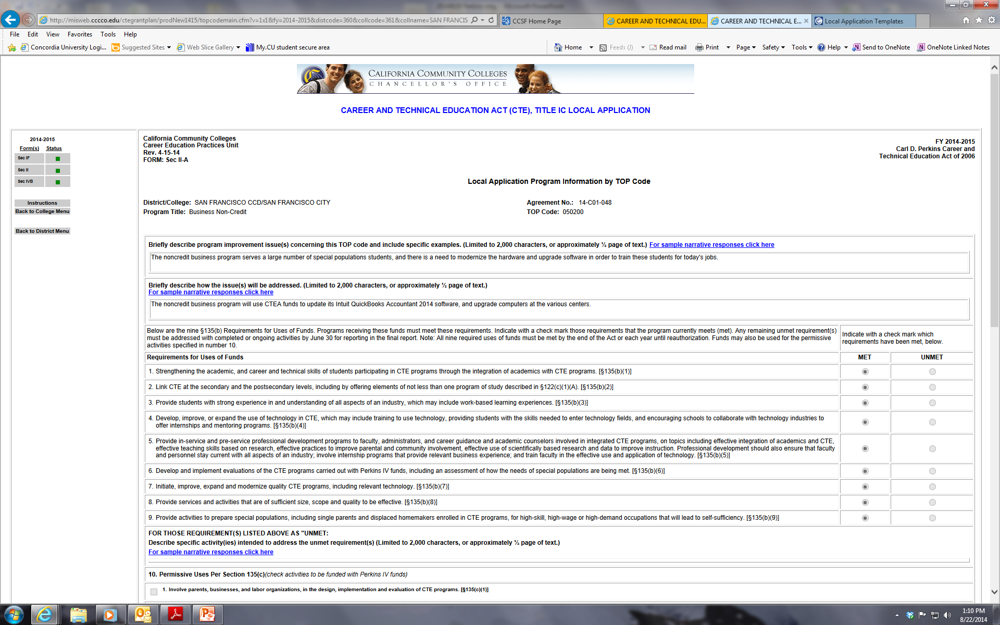 http://misweb.cccco.edu/ctegrantplan/prodNew1415/topcodemain.cfm?v=1x1&fy=2014-2015&distcode=360&collcode=361&collname=SAN FRANCIS
CCSF Home Page
CAREER AND TECHNICAL EDU...
CAREER AND TECHNICAL E...
Local Application Templates
File Edit View Favorites Tools Help
Concordia University Logi... Suggested Sites Web Slice Gallery My.CU student secure area
Home Feeds (J) Read mail Print Page Safety Tools Help Send to OneNote OneNote Linked Notes
CALIFORNIA COMMUNITY COLLEGES
CHANCELLOR'S OFFICE
CAREER AND TECHNICAL EDUCATION ACT (CTE), TITLE IC LOCAL APPLICATION
2014-2015
Form(s) Status
Sec IF
Sec II
Sec IVB
Instructions
Back to College Menu
Back to District Menu
California Community Colleges
Career Education Practices Unit
Rev. 4-15-14
FORM: Sec II-A
FY 2014-2015
Carl D. Perkins Career and
Technical Education Act of 2006
Local Application Program Information by TOP Code
District/College: SAN FRANCISCO CCD/SAN FRANCISCO CITY
Agreement No.: 14-C01-048
Program Title: Business Non-Credit
TOP Code: 050200
Briefly describe program improvement issue(s) concerning this TOP code and include specific examples. (Limited to 2,000 characters, or approximately ½ page of text.) For sample narrative responses click here
The noncredit business program serves a large number of special populations students, and there is a need to modernize the hardware and upgrade software in order to train these students for today's jobs.
Briefly describe how the issue(s) will be addressed. (Limited to 2,000 characters, or approximately ½ page of text.)
For sample narrative responses click here
The noncredit business program will use CTEA funds to update its Intuit QuickBooks Accountant 2014 software, and upgrade computers at the various centers.
Below are the nine §135(b) Requirements for Uses of Funds. Programs receiving these funds must meet these requirements. Indicate with a check mark those requirements that the program currently meets (met). Any remaining unmet requirement(s)
must be addressed with completed or ongoing activities by June 30 for reporting in the final report. Note: All nine required uses of funds must be met by the end of the Act or each year until reauthorization. Funds may also be used for the permissive
activities specified in number 10.
Indicate with a check mark which
requirements have been met, below.
Requirements for Uses of Funds
MET
UNMET
1. Strengthening the academic, and career and technical skills of students participating in CTE programs through the integration of academics with CTE programs. [§135(b)(1)]
2. Link CTE at the secondary and the postsecondary levels, including by offering elements of not less than one program of study described in §122(c)(1)(A). [§135(b)(2)]
3. Provide students with strong experience in and understanding of all aspects of an industry, which may include work-based learning experiences. [§135(b)(3)]
4. Develop, improve, or expand the use of technology in CTE, which may include training to use technology, providing students with the skills needed to enter technology fields, and encouraging schools to collaborate with technology industries to
offer internships and mentoring programs. [§135(b)(4)]
5. Provide in-service and pre-service professional development programs to faculty, administrators, and career guidance and academic counselors involved in integrated CTE programs, on topics including effective integration of academics and CTE,
effective teaching skills based on research, effective practices to improve parental and community involvement, effective use of scientifically based research and data to improve instruction. Professional development should also ensure that faculty
and personnel stay current with all aspects of an industry; involve internship programs that provide relevant business experience; and train faculty in the effective use and application of technology. [§135(b)(5)]
6. Develop and implement evaluations of the CTE programs carried out with Perkins IV funds, including an assessment of how the needs of special populations are being met. [§135(b)(6)]
7. Initiate, improve, expand and modernize quality CTE programs, including relevant technology. [§135(b)(7)]
8. Provide services and activities that are of sufficient size, scope and quality to be effective. [§135(b)(8)]
9. Provide activities to prepare special populations, including single parents and displaced homemakers enrolled in CTE programs, for high-skill, high-wage or high-demand occupations that will lead to self-sufficiency. [§135(b)(9)]
FOR THOSE REQUIREMENT(S) LISTED ABOVE AS "UNMET:
Describe specific activity(ies) intended to address the unmet requirement(s) (Limited to 2,000 characters, or approximately ½ page of text.)
For sample narrative responses click here
10. Permissive Uses Per Section 135(c)(check activities to be funded with Perkins IV funds)
1. Involve parents, businesses, and labor organizations, in the design, implementation and evaluation of CTE programs. [§135(c)(1)]
1:10 PM
8/22/2014